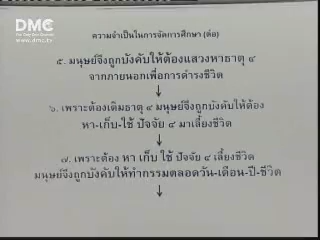 DMC
www.dmc.tv
ความจำเป็นในการจัดการศึกษา (ต่อ)
๕. มนุษย์จึงถูกบังคับให้ต้องแสวงหาธาตุ ๔
จากภายนอกเพื่อการดำรงชีวิต
๖. เพราะต้องเติมธาตุ ๔ มนุษย์จึงถูกบังคับให้ต้อง
หา-เก็บ-ใช้ ปัจจัย ๔ มาเลี้ยงชีวิต
๗. เพราะต้อง หา เก็บ ใช้ ปัจจัย ๔ เลี้ยงชีวิต
มนุษย์จึงถูกบังคับให้ทำกรรมตลอดวัน-เดือน-ปี-ชีวิต